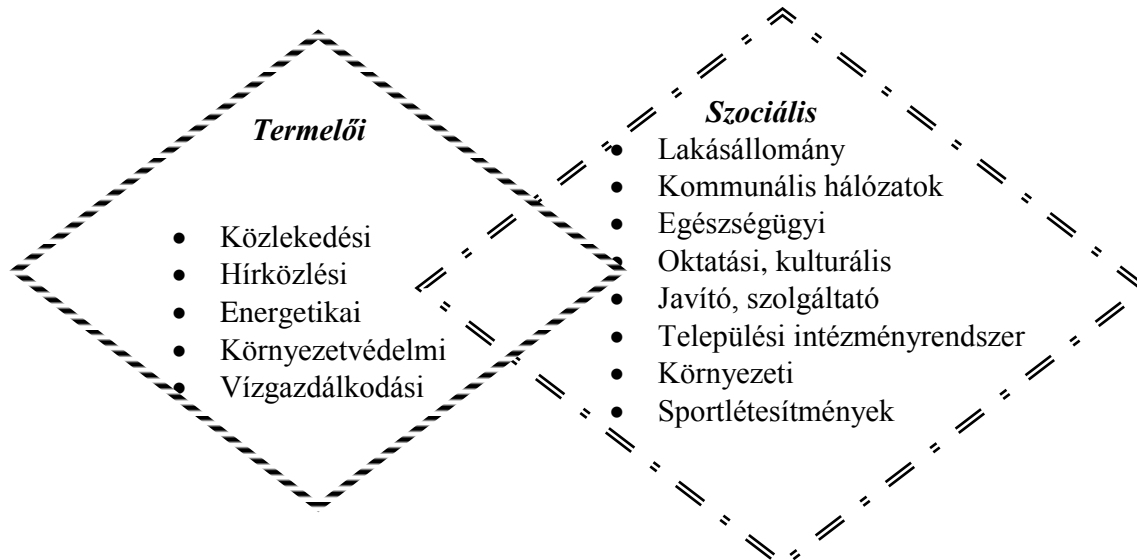 Termelői
• Közlekedési
• Hírközlési
• Energetikai
• Környezetvédelmi
• Vízgazdálkodási
Szociális
• Lakásállomány
• Kommunális hálózatok
• Egészségügyi
• Oktatási, kulturális
• Javító, szolgáltató
• Települési intézményrendszer
• Környezeti
• Sportlétesítmények